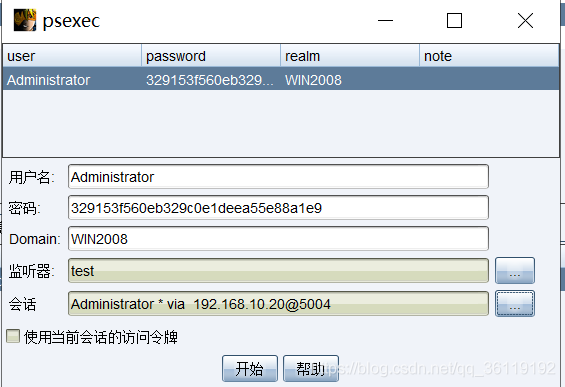 psexec
user password realm note
Administrator 329153f560eb329... WIN2008
用户名: Administrator
密码: 329153f560eb329c0e1deea55e88a1e9
Domain: WIN2008
监听器: test ...
会话 Administrator * via 192.168.10.20@5004 ...
使用当前会话的访问令牌
开始 帮助
https://blog.csdn.net/qq_36119192